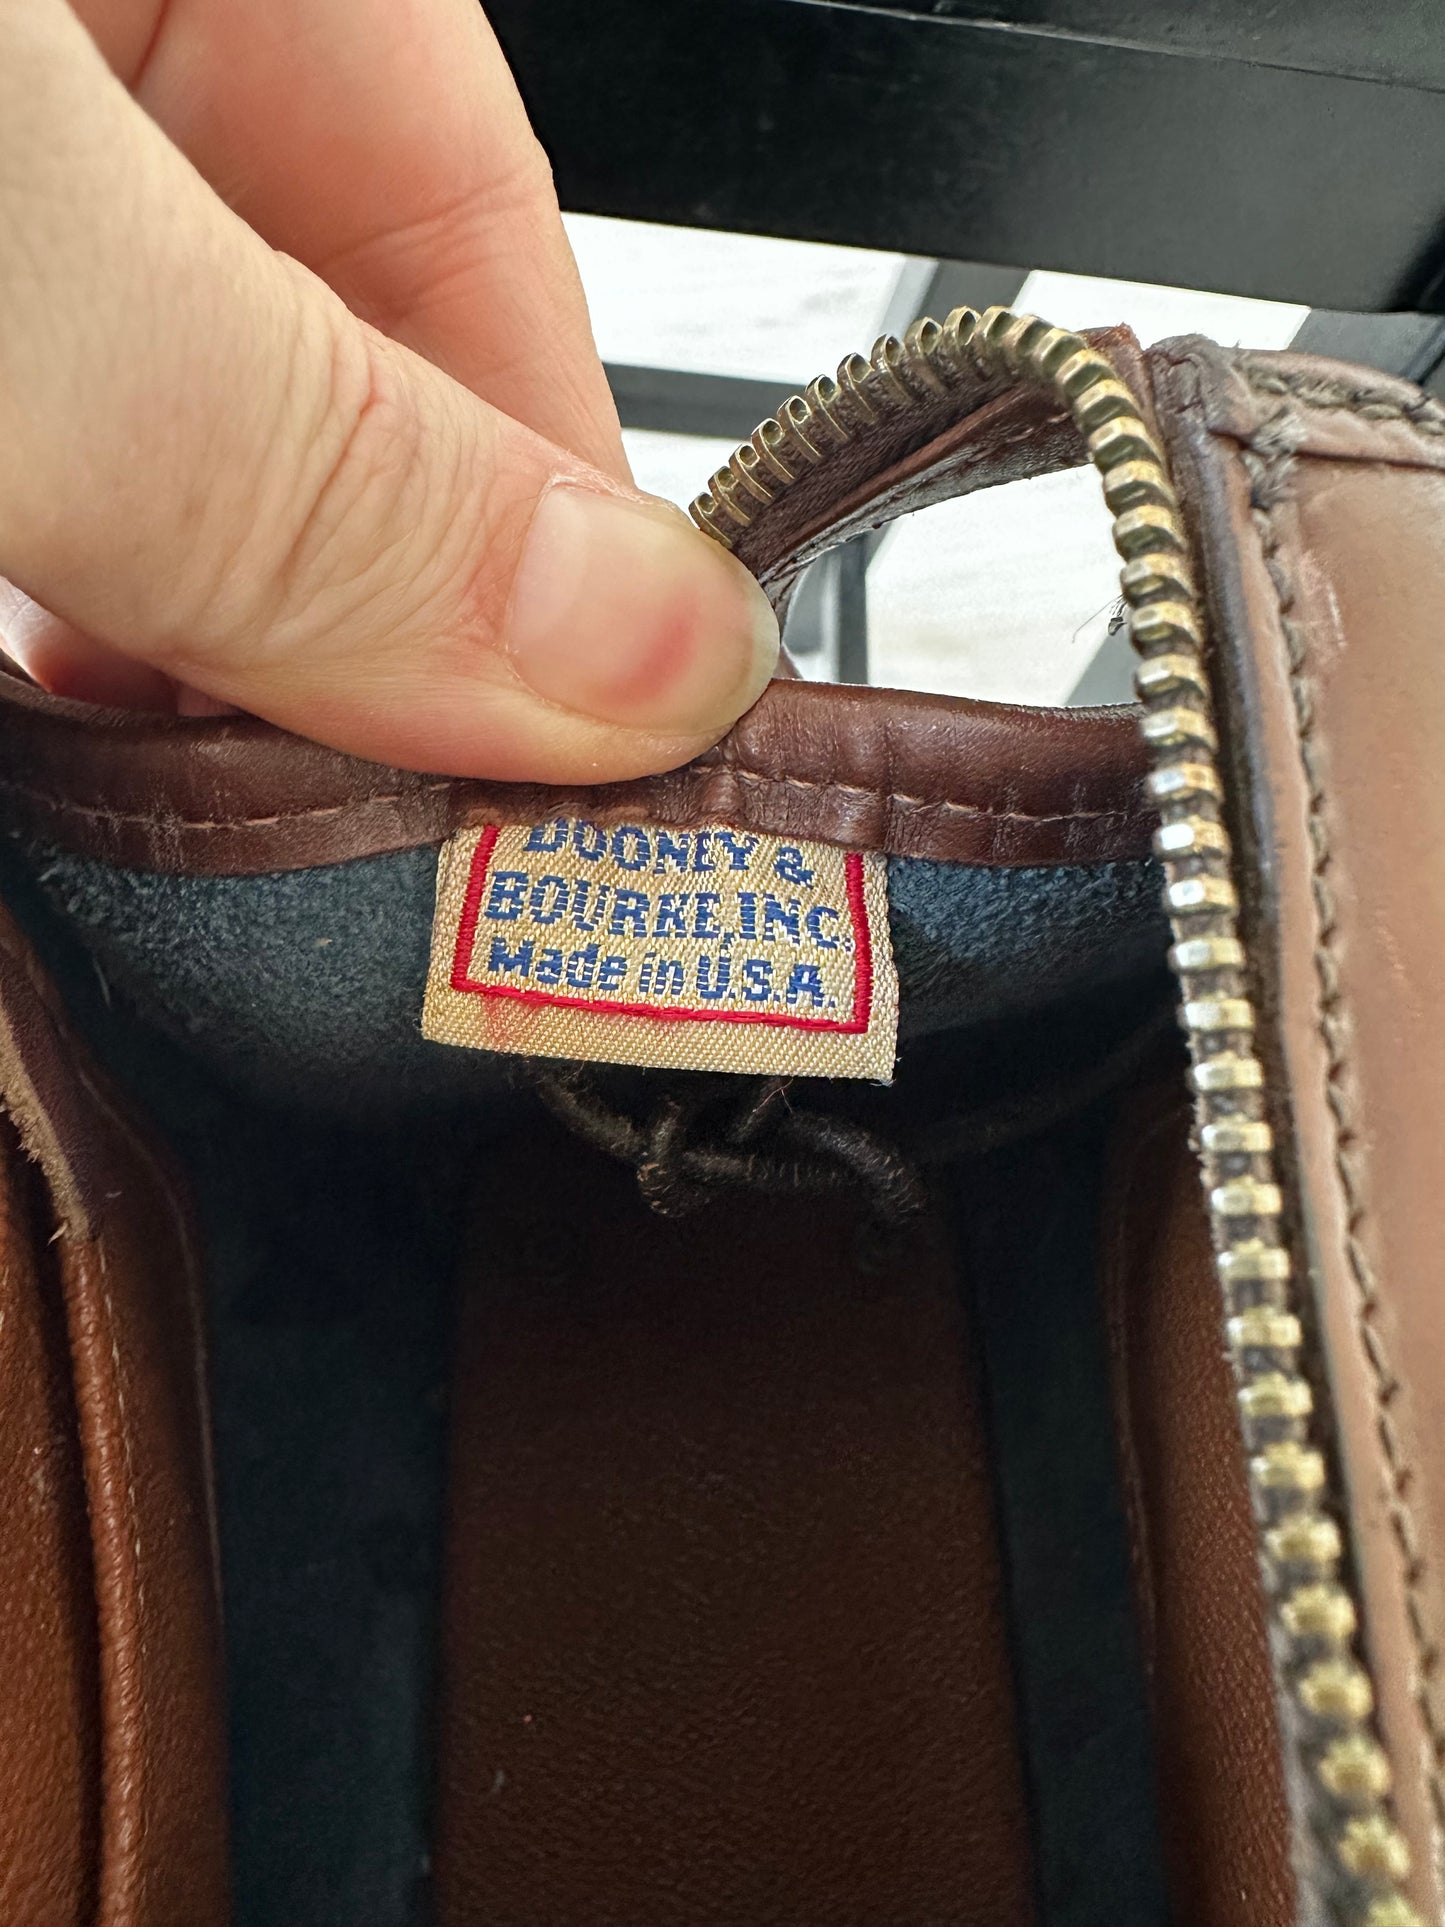 DOONEY &
BOURKE, INC.
Made in U.S.A.